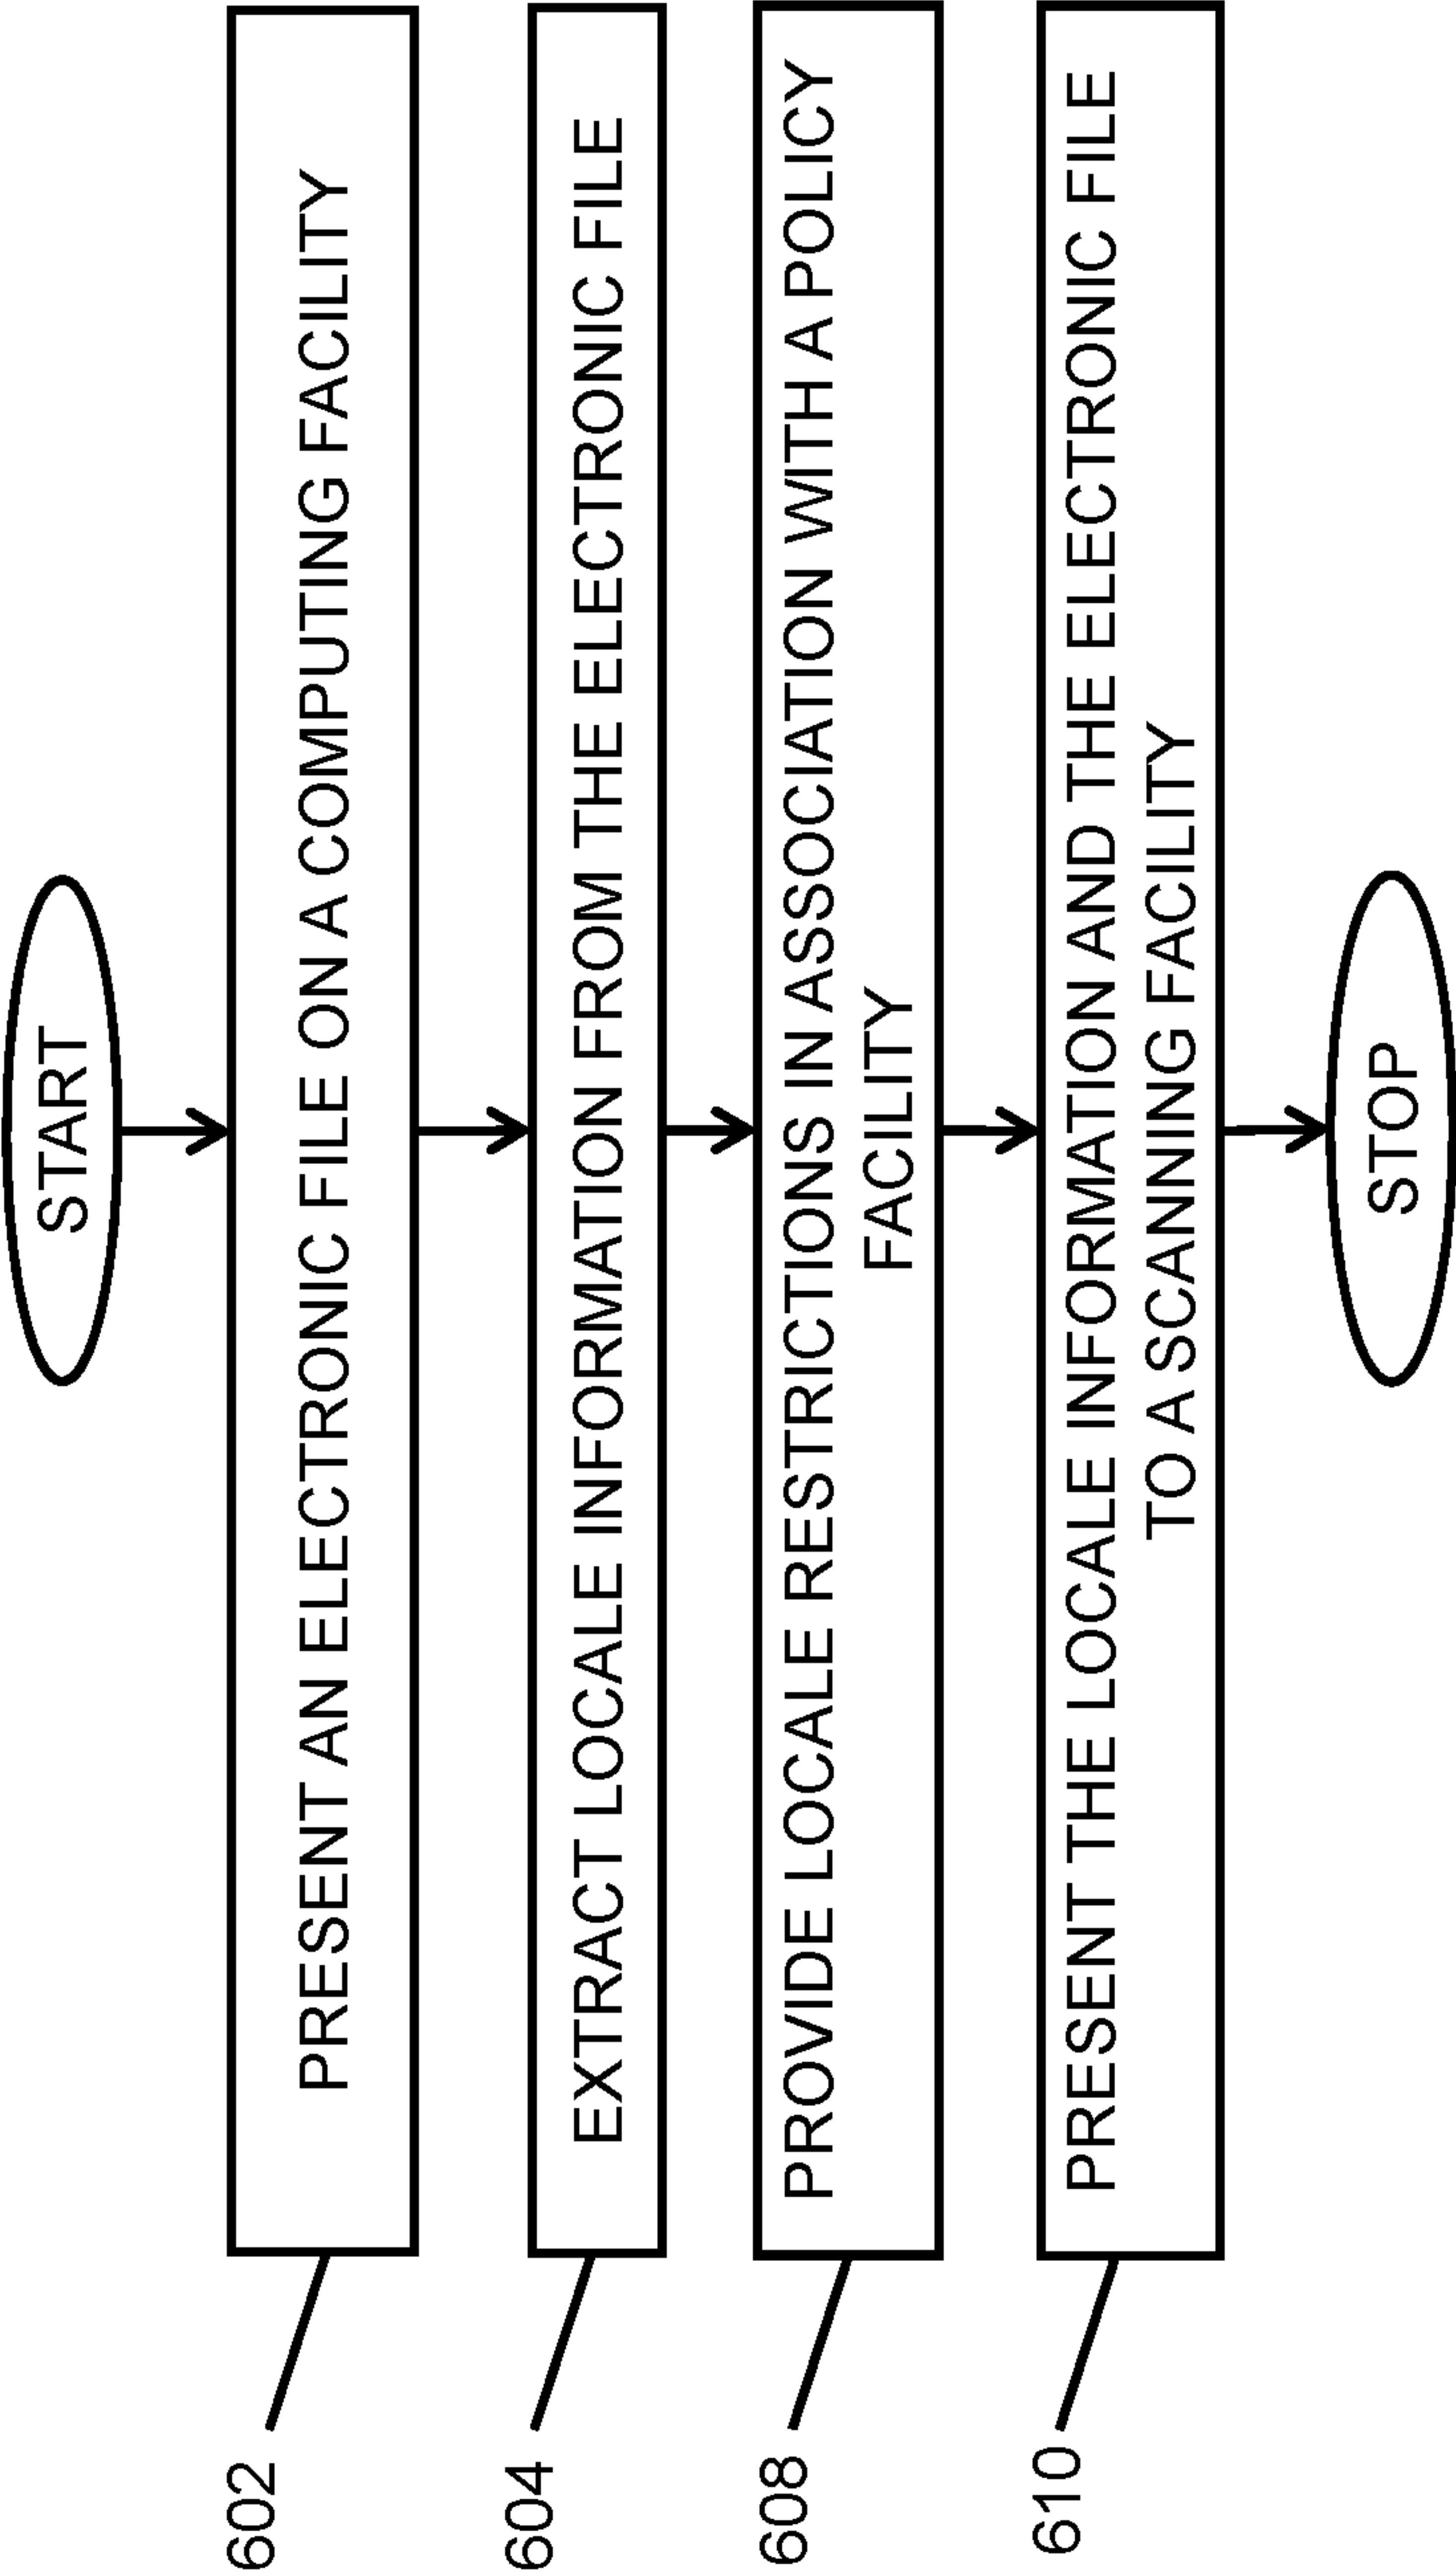 START
602
PRESENT AN ELECTRONIC FILE ON A COMPUTING FACILITY
604
EXTRACT LOCALE INFORMATION FROM THE ELECTRONIC FILE
608
PROVIDE LOCALE RESTRICTIONS IN ASSOCIATION WITH A POLICY
FACILITY
610
PRESENT THE LOCALE INFORMATION AND THE ELECTRONIC FILE
TO A SCANNING FACILITY
STOP